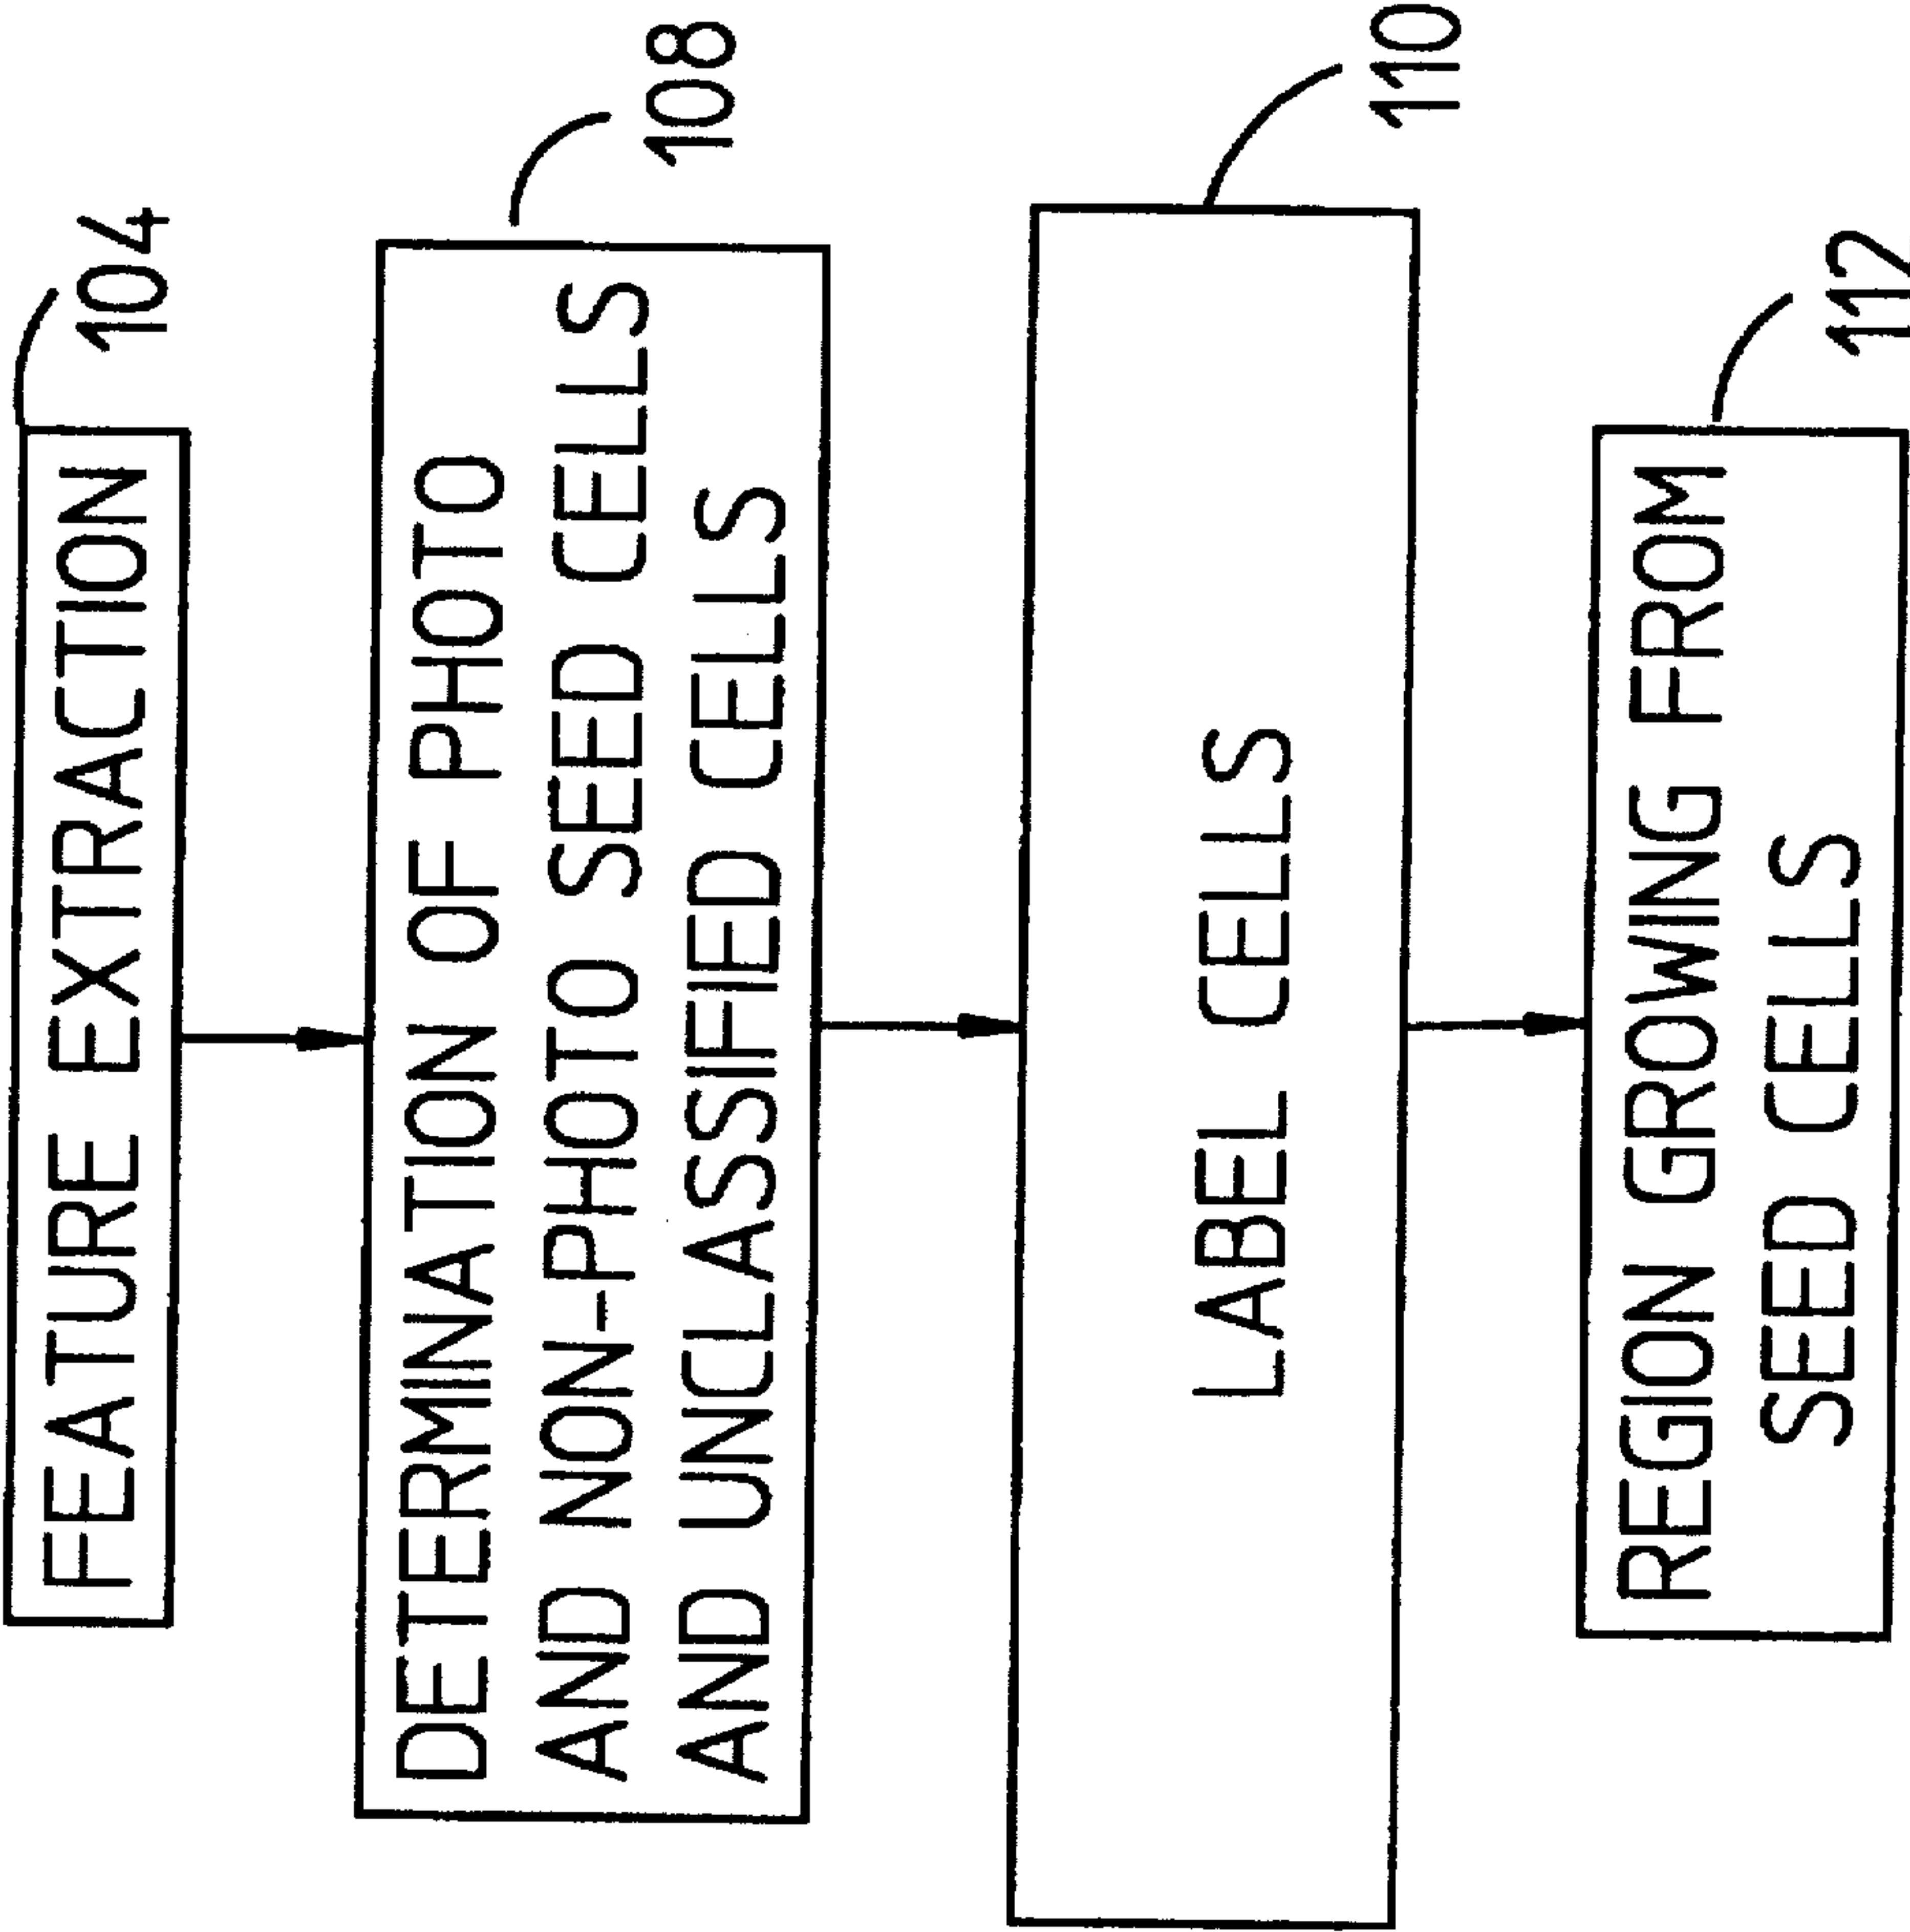 FEATURE EXTRACTION
104
DETERMINATION OF PHOTO
AND NON-PHOTO SEED CELLS
AND UNCLASSIFIED CELLS
108
LABEL CELLS
110
REGION GROWING FROM
SEED CELLS
112